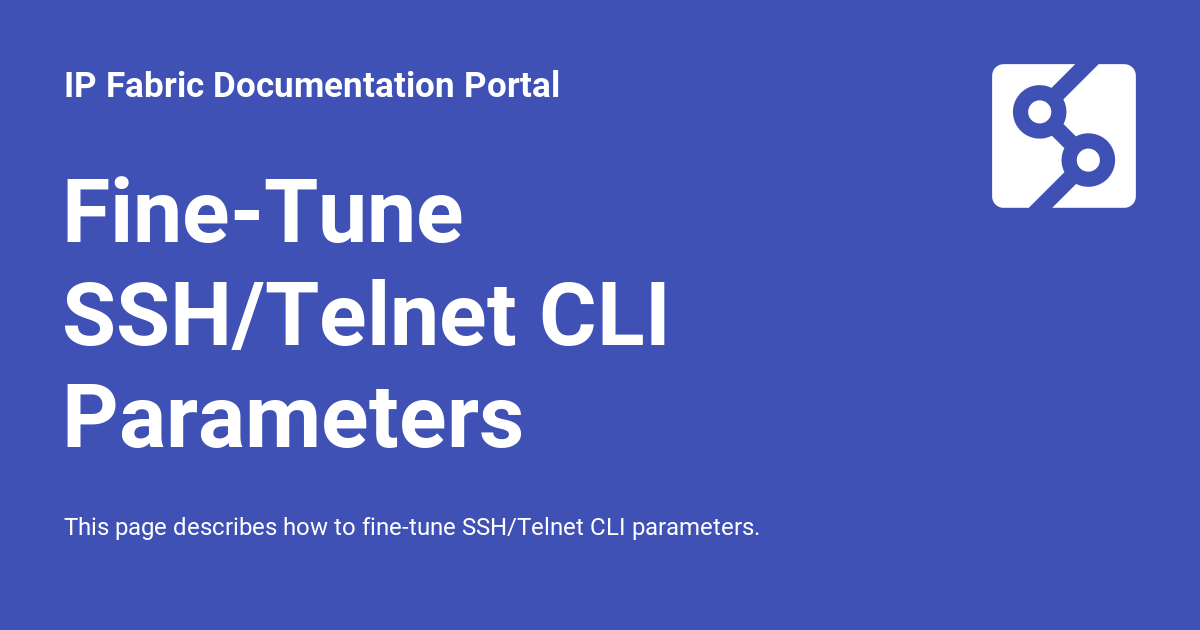 IP Fabric Documentation Portal
Fine-Tune
SSH/Telnet CLI
Parameters
This page describes how to fine-tune SSH/Telnet CLI parameters.